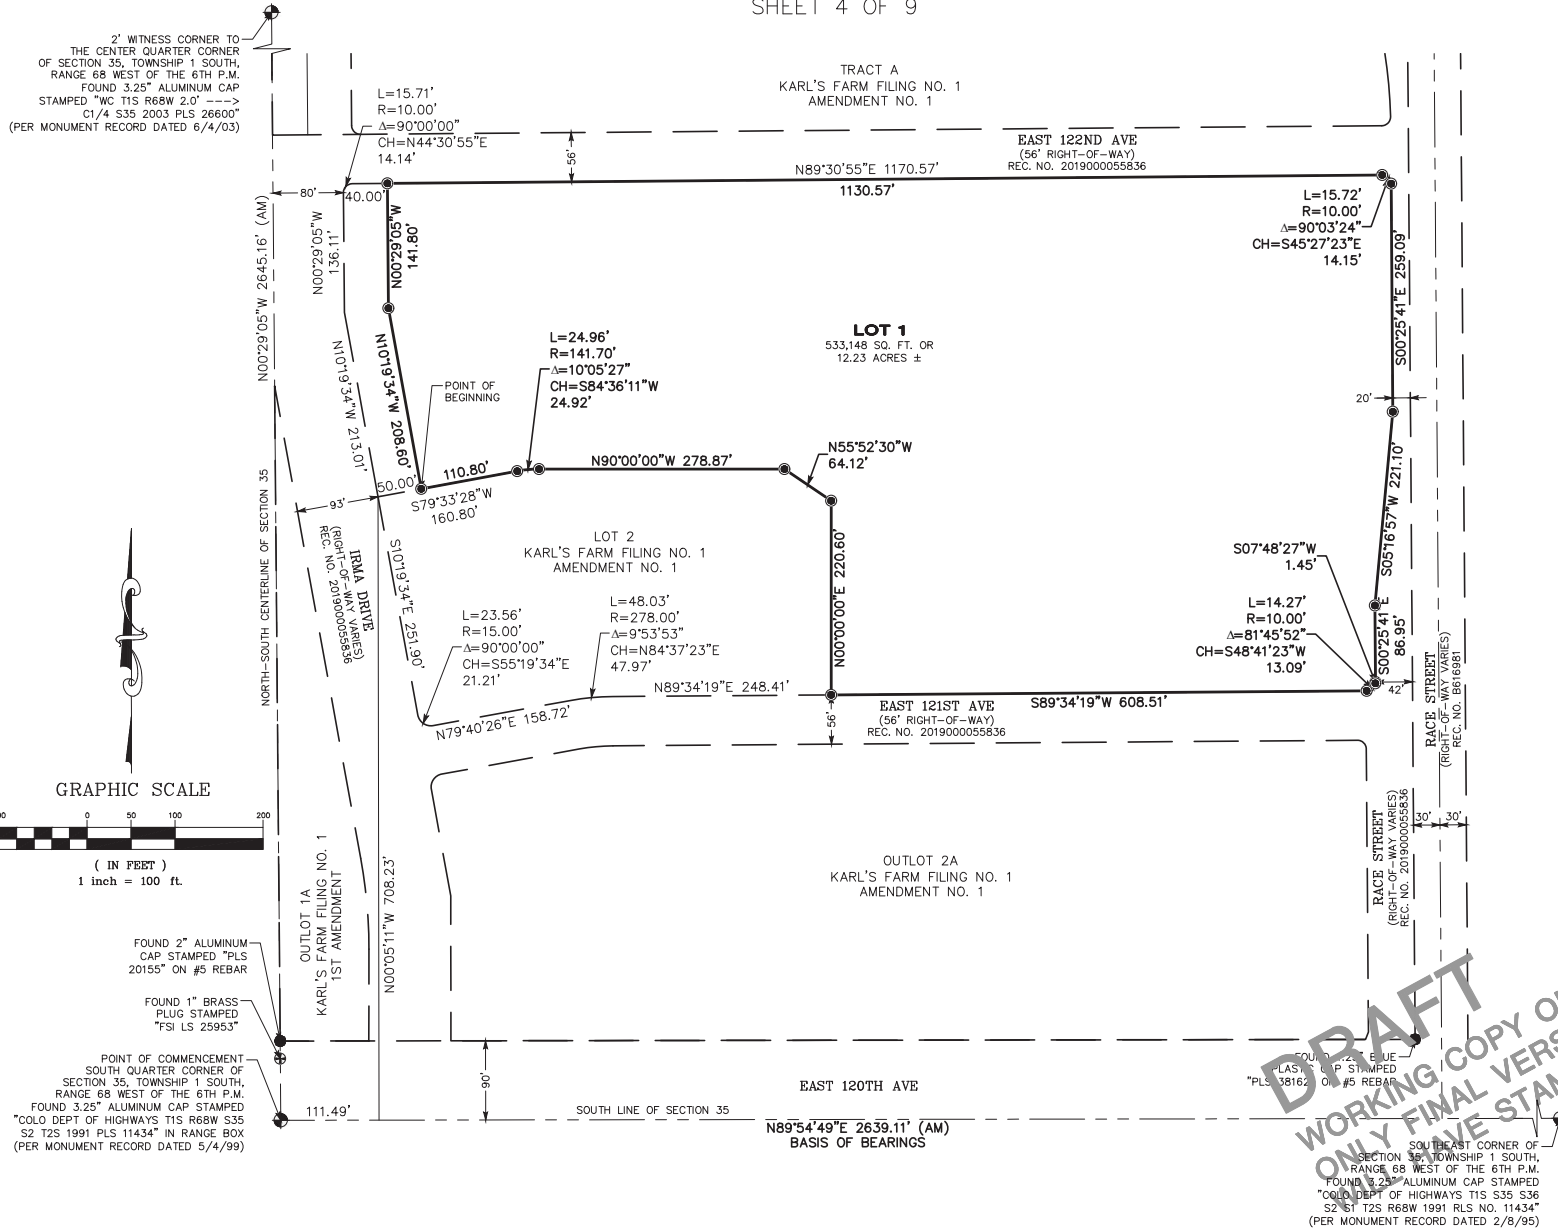 SHEET 4 OF 9
2' WITNESS CORNER TO
THE CENTER QUARTER CORNER
OF SECTION 35, TOWNSHIP 1 SOUTH,
RANGE 68 WEST OF THE 6TH P.M.
FOUND 3.25" ALUMINUM CAP
STAMPED "WC T1S R68W 2.0' --->
C1/4 S35 2003 PLS 26600"
(PER MONUMENT RECORD DATED 6/4/03)
L=15.71'
R=10.00'
Δ=90°00'00"
CH=N44°30'55"E
14.14'
TRACT A
KARL'S FARM FILING NO. 1
AMENDMENT NO. 1
56'
EAST 122ND AVE
(56' RIGHT-OF-WAY)
REC. NO. 2019000055836
N89°30'55"E 1170.57'
1130.57'
80'
40.00'
N00°29'05"W 2645.16' (AM)
N00°29'05"W
136.11'
N00°29'05"W
141.80'
L=15.72'
R=10.00'
Δ=90°03'24"
CH=S45°27'23"E
14.15'
S00°25'41"E 259.09'
LOT 1
533,148 SQ. FT. OR
12.23 ACRES ±
N10°19'34"W 213.01'
N10°19'34"W 208.60'
L=24.96'
R=141.70'
Δ=10°05'27"
CH=S84°36'11"W
24.92'
POINT OF
BEGINNING
20'
N55°52'30"W
64.12'
N90°00'00"W 278.87'
110.80'
50.00'
S79°33'28"W
160.80'
93'
S05°16'57"W 221.10'
NORTH-SOUTH CENTERLINE OF SECTION 35
IRMA DRIVE
(RIGHT-OF-WAY VARIES)
REC. NO. 2019000055836
S10°19'34"E 251.90'
LOT 2
KARL'S FARM FILING NO. 1
AMENDMENT NO. 1
N00°00'00"E 220.60'
S07°48'27"W
1.45'
L=14.27'
R=10.00'
Δ=81°45'52"
CH=S48°41'23"W
13.09'
S00°25'41"E
86.95'
42'
L=23.56'
R=15.00'
Δ=90°00'00"
CH=S55°19'34"E
21.21'
L=48.03'
R=278.00'
Δ=9°53'53"
CH=N84°37'23"E
47.97'
N89°34'19"E 248.41'
N79°40'26"E 158.72'
56'
EAST 121ST AVE
(56' RIGHT-OF-WAY)
REC. NO. 2019000055836
S89°34'19"W 608.51'
RACE STREET
(RIGHT-OF-WAY VARIES)
REC. NO. B616981
RACE STREET
(RIGHT-OF-WAY VARIES)
REC. NO. 2019000055836
30'
30'
GRAPHIC SCALE
0
50
100
200
( IN FEET )
1 inch = 100 ft.
OUTLOT 1A
KARL'S FARM FILING NO. 1
1ST AMENDMENT
N00°05'11"W 708.23'
OUTLOT 2A
KARL'S FARM FILING NO. 1
AMENDMENT NO. 1
FOUND 2" ALUMINUM
CAP STAMPED "PLS
20155" ON #5 REBAR
FOUND 1" BRASS
PLUG STAMPED
"FSI LS 25953"
POINT OF COMMENCEMENT
SOUTH QUARTER CORNER OF
SECTION 35, TOWNSHIP 1 SOUTH,
RANGE 68 WEST OF THE 6TH P.M.
FOUND 3.25" ALUMINUM CAP STAMPED
"COLO DEPT OF HIGHWAYS T1S R68W S35
S2 T2S 1991 PLS 11434" IN RANGE BOX
(PER MONUMENT RECORD DATED 5/4/99)
111.49'
90'
EAST 120TH AVE
SOUTH LINE OF SECTION 35
N89°54'49"E 2639.11' (AM)
BASIS OF BEARINGS
FOUND BLUE
PLASTIC CAP STAMPED
"PLS 38162" ON #5 REBAR
DRAFT
WORKING COPY
ONLY FINAL
WILL HAVE
SOUTHEAST CORNER OF
SECTION 35, TOWNSHIP 1 SOUTH,
RANGE 68 WEST OF THE 6TH P.M.
FOUND 3.25" ALUMINUM CAP STAMPED
"COLO DEPT OF HIGHWAYS T1S S35 S36
S2 S1 T2S R68W 1991 RLS NO. 11434"
(PER MONUMENT RECORD DATED 2/8/95)